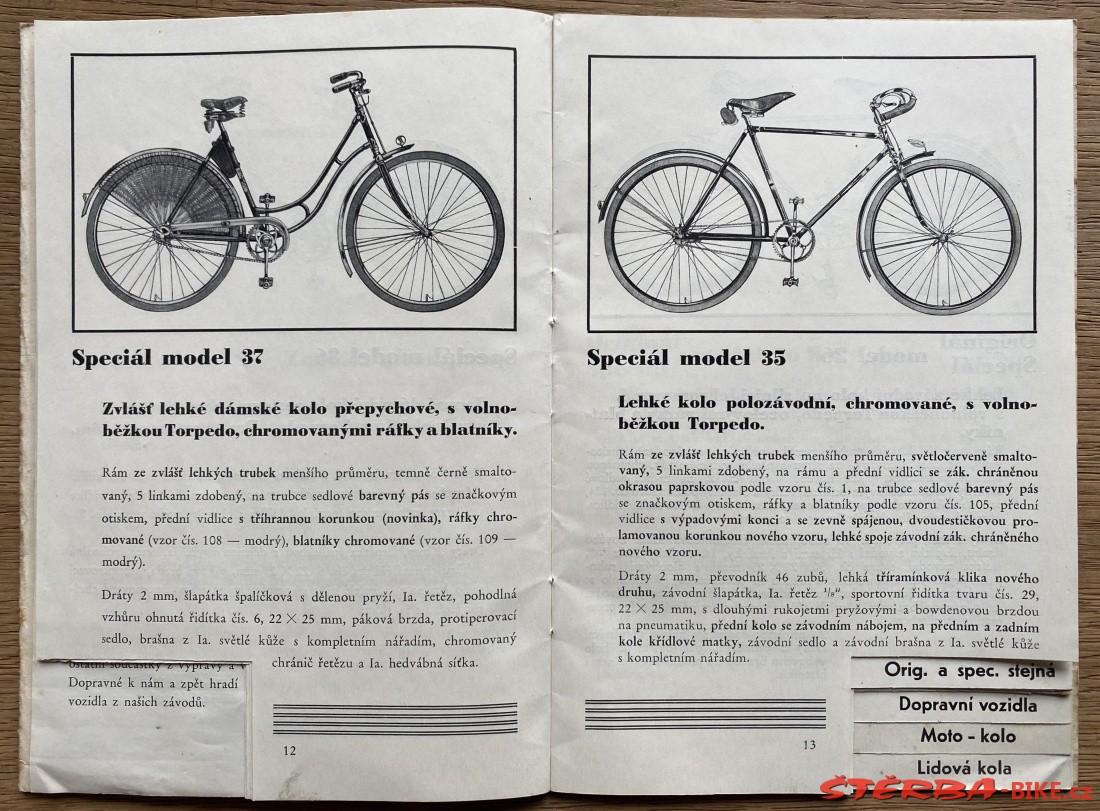 Speciál model 37
Zvlášť lehké dámské kolo přepychové, s volno-
běžkou Torpedo, chromovanými ráfky a blatníky.
Rám ze zvlášť lehkých trubek menšího průměru, temně černě smalto-
vaný, 5 linkami zdobený, na trubce sedlové barevný pás se značkovým
otiskem, přední vidlice s tříhrannou korunkou (novinka), ráfky chro-
mované (vzor čís. 108 — modrý), blatníky chromované (vzor čís. 109 —
modrý).
Dráty 2 mm, šlapátka špalíčková s dělenou pryží, Ia. řetěz, pohodlná
vzhůru ohnutá řidítka čís. 6, 22 × 25 mm, páková brzda, protiperovací
sedlo, brašna z Ia. světlé kůže s kompletním nářadím, chromovaný
chránič řetězu a Ia. hedvábná síťka.
ostatní součástky z výpravy a v
Dopravné k nám a zpět hradí
vozidla z našich závodů.
12
Speciál model 35
Lehké kolo polozávodní, chromované, s volno-
běžkou Torpedo.
Rám ze zvlášť lehkých trubek menšího průměru, světločerveně smalto-
vaný, 5 linkami zdobený, na rámu a přední vidlici se zák. chráněnou
okrasou paprskovou podle vzoru čís. 1, na trubce sedlové barevný pás
se značkovým otiskem, ráfky a blatníky podle vzoru čís. 105, přední
vidlice s výpadovými konci a se zevně spájenou, dvoudestičkovou pro-
lamovanou korunkou nového vzoru, lehké spoje závodní zák. chráněného
nového vzoru.
Dráty 2 mm, převodník 46 zubů, lehká tříramínková klika nového
druhu, závodní šlapátka, Ia. řetěz ¹/₈", sportovní řidítka tvaru čís. 29,
22 × 25 mm, s dlouhými rukojetmi pryžovými a bowdenovou brzdou
na pneumatiku, přední kolo se závodním nábojem, na předním a zadním
kole křídlové matky, závodní sedlo a závodní brašna z Ia. světlé kůže
s kompletním nářadím.
Orig. a spec. stejná
Dopravní vozidla
Moto - kolo
Lidová kola
13
ŠTĚRBA-BIKE.cz